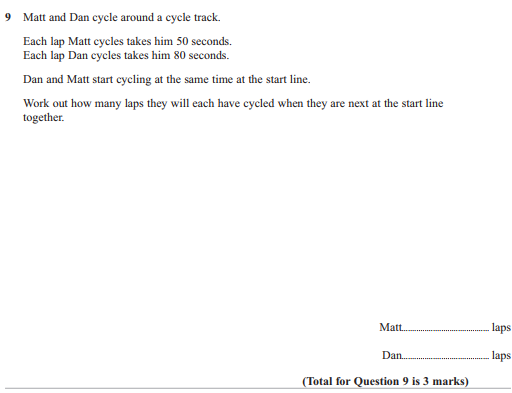 9 Matt and Dan cycle around a cycle track.
Each lap Matt cycles takes him 50 seconds.
Each lap Dan cycles takes him 80 seconds.
Dan and Matt start cycling at the same time at the start line.
Work out how many laps they will each have cycled when they are next at the start line
together.
Matt.............................. laps
Dan.............................. laps
(Total for Question 9 is 3 marks)